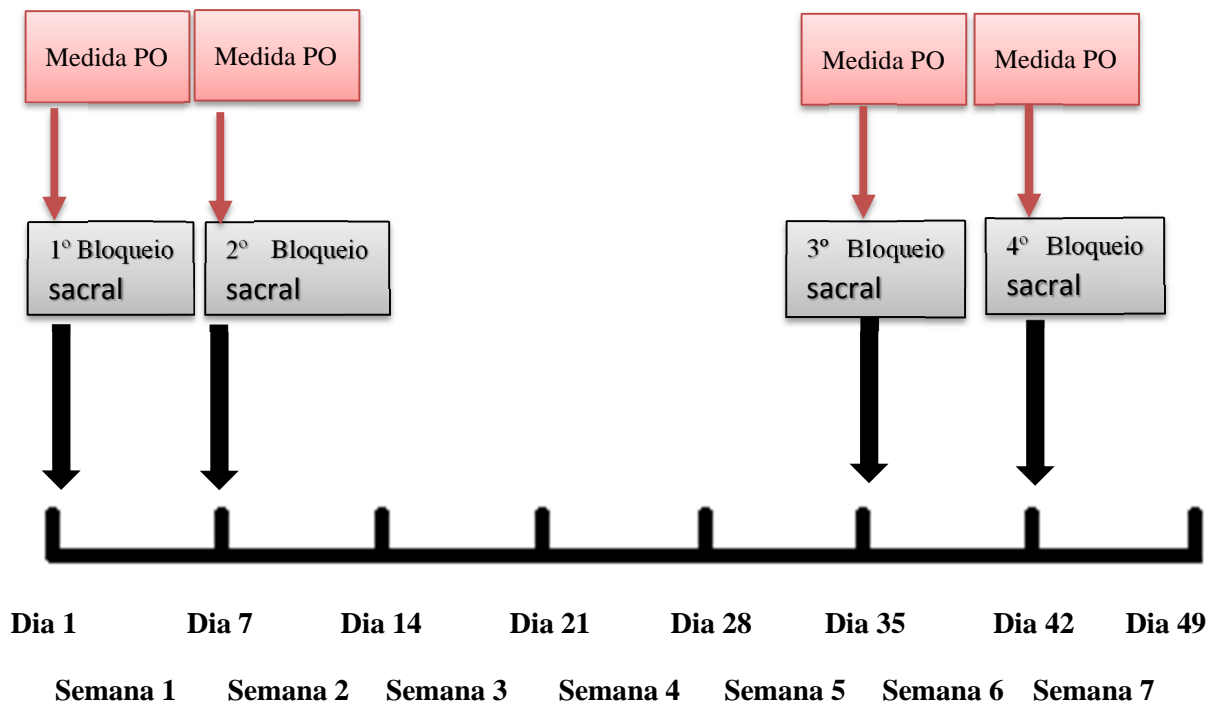 Medida PO
Medida PO
Medida PO
Medida PO
1º Bloqueio
sacral
2º Bloqueio
sacral
3º Bloqueio
sacral
4º Bloqueio
sacral
Dia 1 Dia 7 Dia 14 Dia 21 Dia 28 Dia 35 Dia 42 Dia 49
Semana 1 Semana 2 Semana 3 Semana 4 Semana 5 Semana 6 Semana 7